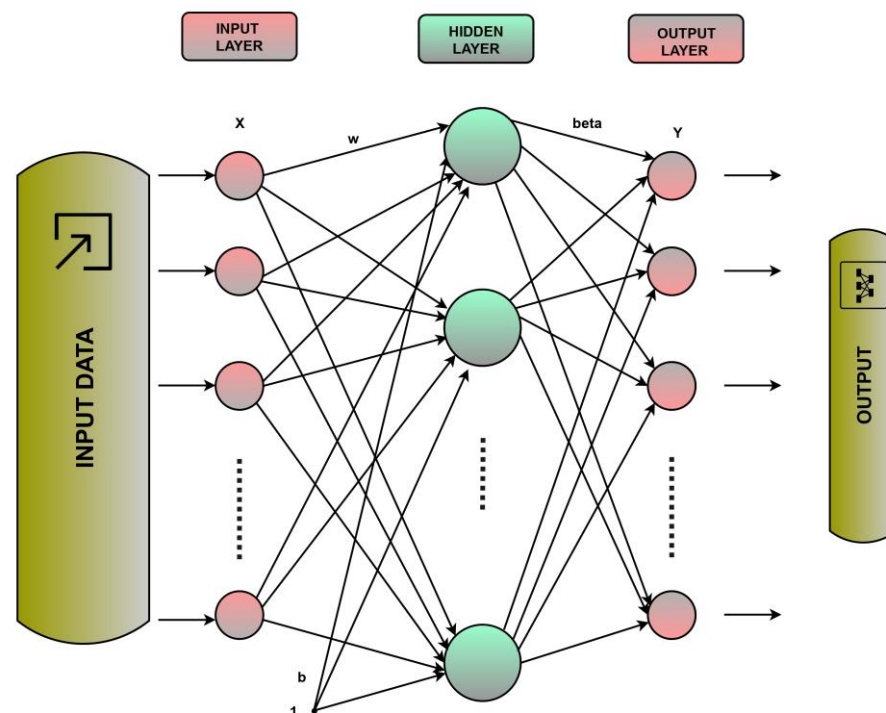 INPUT
LAYER
HIDDEN
LAYER
OUTPUT
LAYER
X
w
beta
Y
INPUT DATA
OUTPUT
b
1